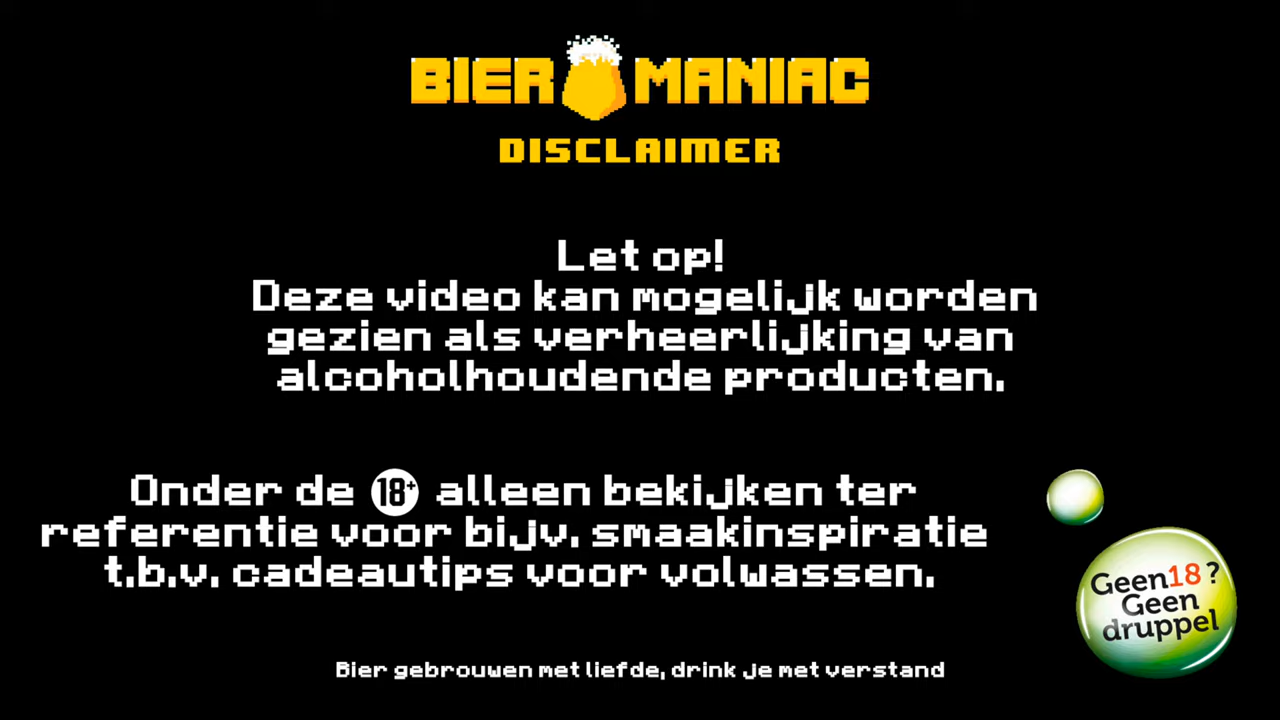 BIER MANIAC
DISCLAIMER
Let op!
Deze video kan mogelijk worden
gezien als verheerlijking van
alcoholhoudende producten.
Onder de 18+ alleen bekijken ter
referentie voor bijv. smaakinspiratie
t.b.v. cadeautips voor volwassen.
Geen18?
Geen
druppel
Bier gebrouwen met liefde, drink je met verstand